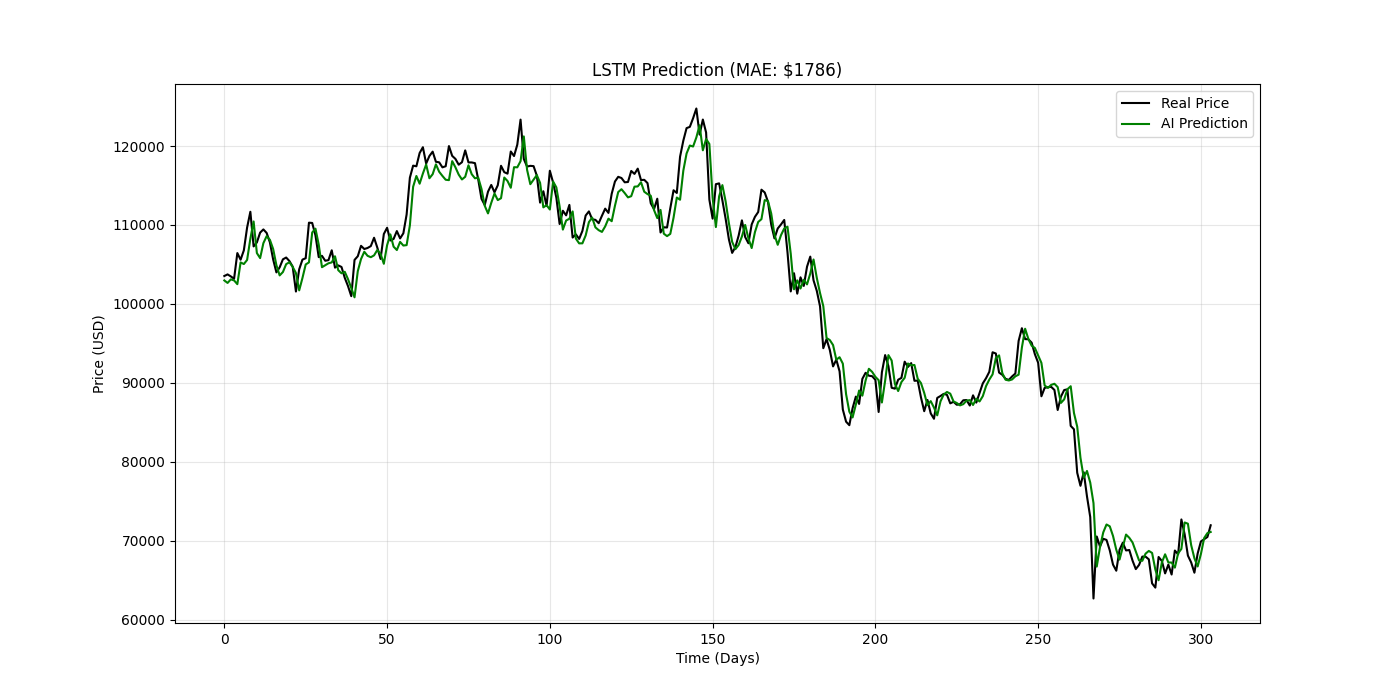 LSTM Prediction (MAE: $1786)
Real Price
AI Prediction
120000
110000
100000
90000
80000
70000
60000
Price (USD)
0 50 100 150 200 250 300
Time (Days)